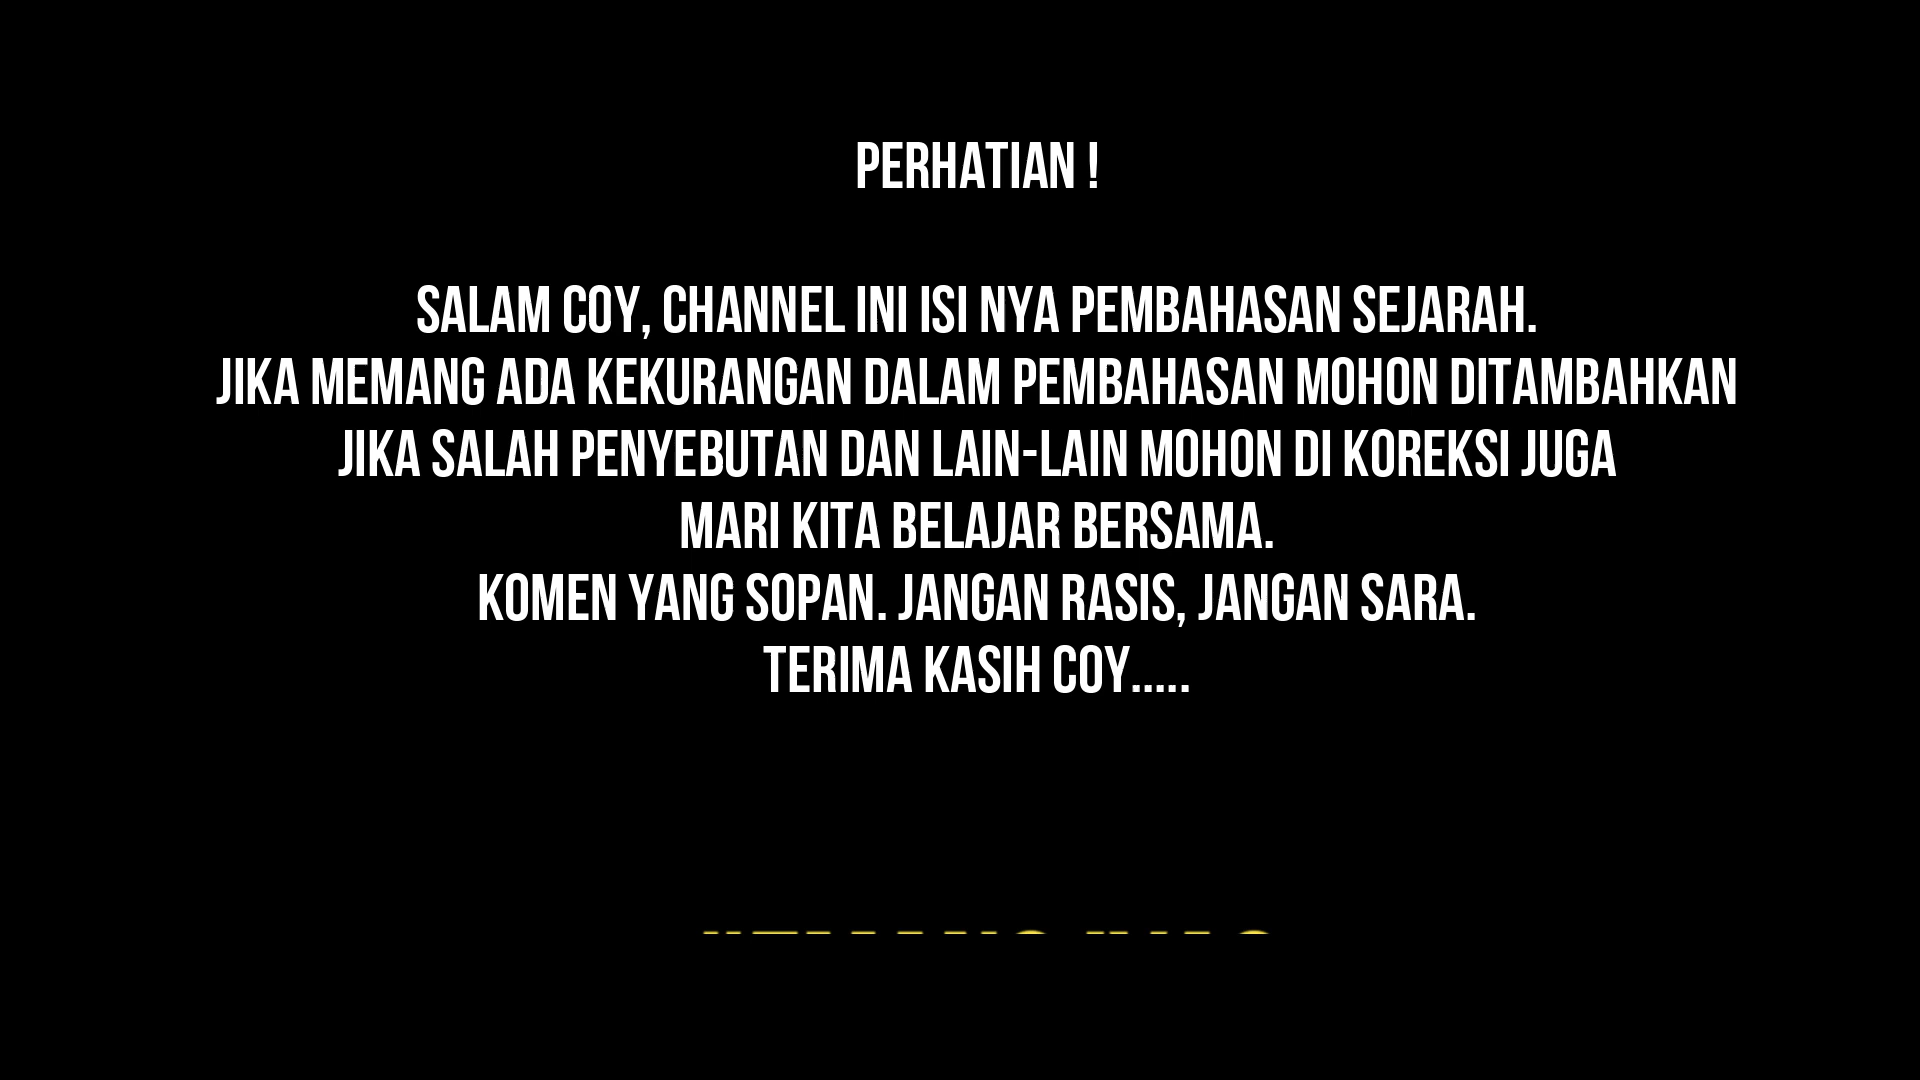 PERHATIAN !
SALAM COY, CHANNEL INI ISI NYA PEMBAHASAN SEJARAH.
JIKA MEMANG ADA KEKURANGAN DALAM PEMBAHASAN MOHON DITAMBAHKAN
JIKA SALAH PENYEBUTAN DAN LAIN-LAIN MOHON DI KOREKSI JUGA
MARI KITA BELAJAR BERSAMA.
KOMEN YANG SOPAN. JANGAN RASIS, JANGAN SARA.
TERIMA KASIH COY.....